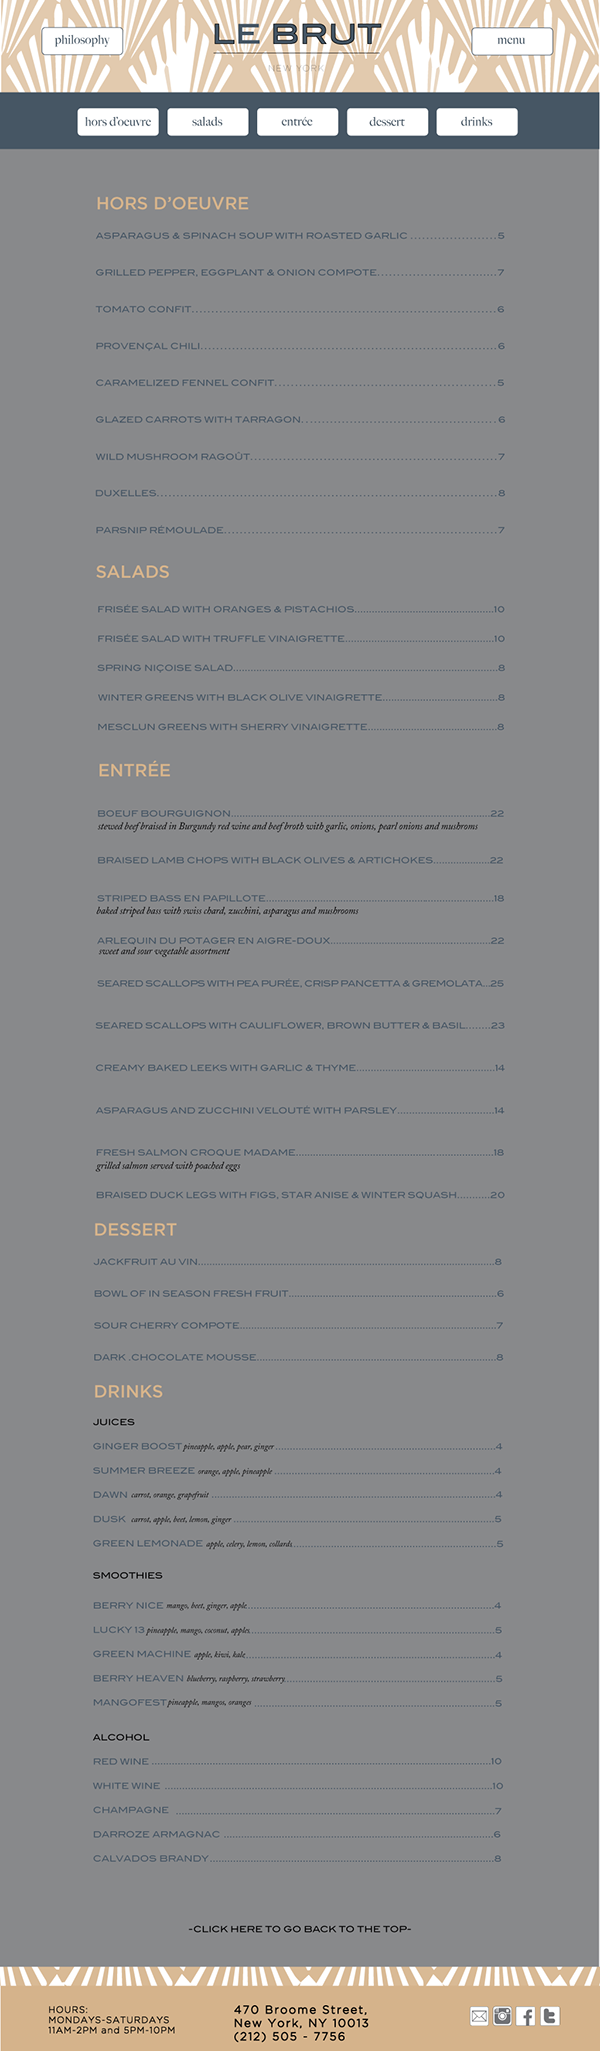 philosophy
LE BRUT
NEW YORK
menu
hors d'oeuvre
salads
entrée
dessert
drinks
HORS D'OEUVRE
ASPARAGUS & SPINACH SOUP WITH ROASTED GARLIC ......................5
GRILLED PEPPER, EGGPLANT & ONION COMPOTE..............................7
TOMATO CONFIT..............................................................................6
PROVENÇAL CHILI...........................................................................6
CARAMELIZED FENNEL CONFIT........................................................5
GLAZED CARROTS WITH TARRAGON.................................................6
WILD MUSHROOM RAGOÛT..............................................................7
DUXELLES......................................................................................8
PARSNIP RÉMOULADE.....................................................................7
SALADS
FRISÉE SALAD WITH ORANGES & PISTACHIOS................................................10
FRISÉE SALAD WITH TRUFFLE VINAIGRETTE...................................................10
SPRING NIÇOISE SALAD...............................................................................8
WINTER GREENS WITH BLACK OLIVE VINAIGRETTE.......................................8
MESCLUN GREENS WITH SHERRY VINAIGRETTE...........................................8
ENTRÉE
BOEUF BOURGUIGNON..............................................................................22
stewed beef braised in Burgundy red wine and beef broth with garlic, onions, pearl onions and mushroms
BRAISED LAMB CHOPS WITH BLACK OLIVES & ARTICHOKES...................22
STRIPED BASS EN PAPILLOTE......................................................................18
baked striped bass with swiss chard, zucchini, asparagus and mushrooms
ARLEQUIN DU POTAGER EN AIGRE-DOUX...................................................22
sweet and sour vegetable assortment
SEARED SCALLOPS WITH PEA PURÉE, CRISP PANCETTA & GREMOLATA...25
SEARED SCALLOPS WITH CAULIFLOWER, BROWN BUTTER & BASIL........23
CREAMY BAKED LEEKS WITH GARLIC & THYME..........................................14
ASPARAGUS AND ZUCCHINI VELOUTÉ WITH PARSLEY..............................14
FRESH SALMON CROQUE MADAME.............................................................18
grilled salmon served with poached eggs
BRAISED DUCK LEGS WITH FIGS, STAR ANISE & WINTER SQUASH...........20
DESSERT
JACKFRUIT AU VIN.......................................................................................8
BOWL OF IN SEASON FRESH FRUIT..............................................................6
SOUR CHERRY COMPOTE.............................................................................7
DARK .CHOCOLATE MOUSSE........................................................................8
DRINKS
JUICES
GINGER BOOST pineapple, apple, pear, ginger ......................................................4
SUMMER BREEZE orange, apple, pineapple ......................................................4
DAWN carrot, orange, grapefruit ......................................................................4
DUSK carrot, apple, beet, lemon, ginger ..............................................................5
GREEN LEMONADE apple, celery, lemon, collards..............................................5
SMOOTHIES
BERRY NICE mango, beet, ginger, apple..............................................................4
LUCKY 13 pineapple, mango, coconut, apples......................................................5
GREEN MACHINE apple, kiwi, kale....................................................................4
BERRY HEAVEN blueberry, raspberry, strawberry................................................5
MANGOFEST pineapple, mangos, oranges ..........................................................5
ALCOHOL
RED WINE ....................................................................................................10
WHITE WINE ................................................................................................10
CHAMPAGNE ................................................................................................7
DARROZE ARMAGNAC ..................................................................................6
CALVADOS BRANDY......................................................................................8
-CLICK HERE TO GO BACK TO THE TOP-
HOURS:
MONDAYS-SATURDAYS
11AM-2PM and 5PM-10PM
470 Broome Street,
New York, NY 10013
(212) 505 - 7756